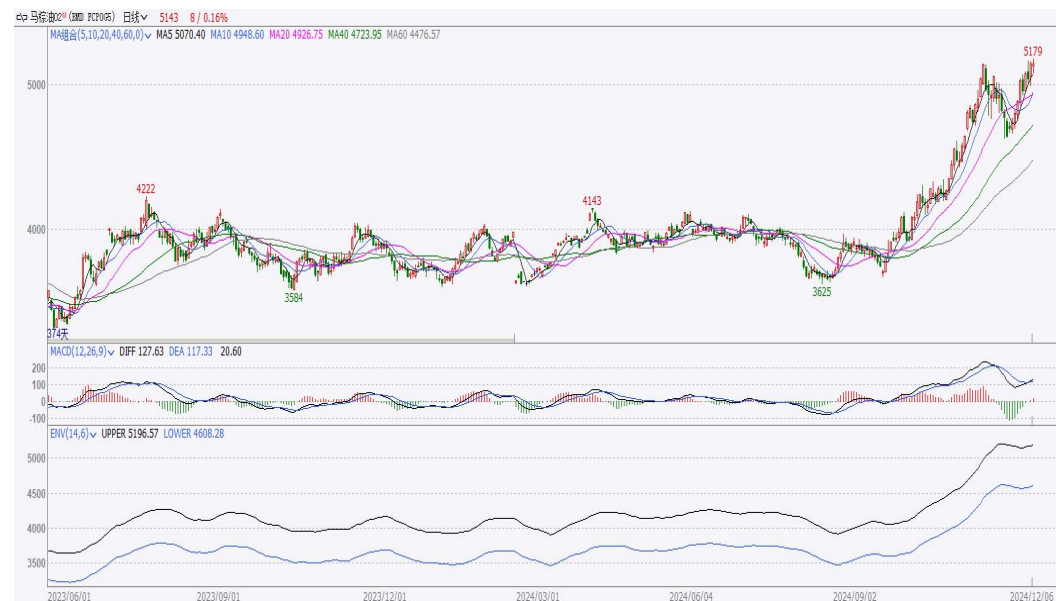 马棕油02M (BMD FCPOG5) 日线 5143 8 / 0.16%
MA组合(5,10,20,40,60,0) MA5 5070.40 MA10 4948.60 MA20 4926.75 MA40 4723.95 MA60 4476.57
5179
5000
4222
4143
4000
3584
3625
374天
MACD(12,26,9) DIFF 127.63 DEA 117.33 20.60
200
100
0
-100
ENV(14,6) UPPER 5196.57 LOWER 4608.28
5000
4500
4000
3500
2023/06/01 2023/09/01 2023/12/01 2024/03/01 2024/06/04 2024/09/02 2024/12/06